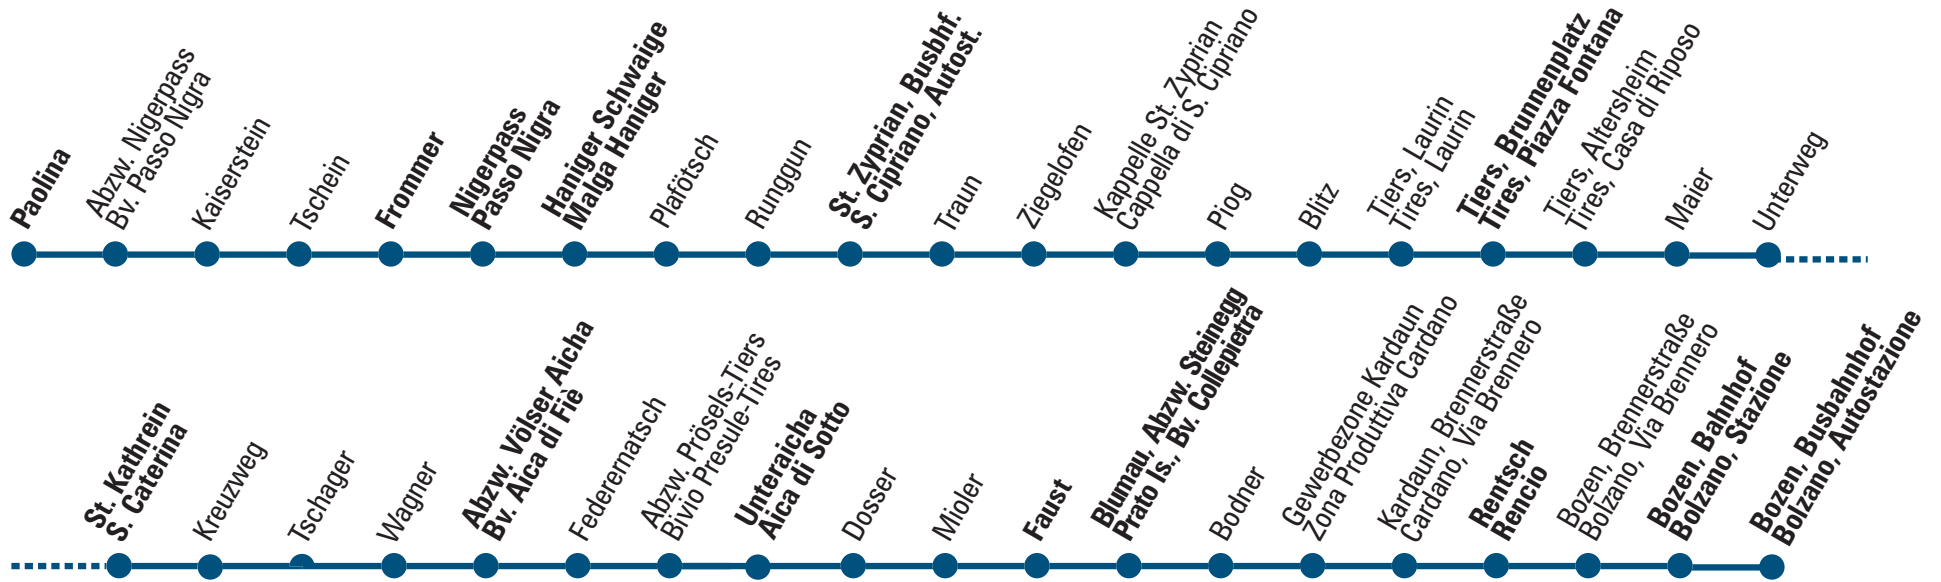 Paolina
Abzw. Nigerpass
Bv. Passo Nigra
Kaiserstein
Tschein
Frommer
Nigerpass
Passo Nigra
Haniger Schwaige
Malga Haniger
Plafötsch
Runggun
St. Zyprian, Busbhf.
S. Cipriano, Autost.
Traun
Ziegelofen
Kappelle St. Zyprian
Cappella di S. Cipriano
Piog
Blitz
Tiers, Laurin
Tires, Laurin
Tiers, Brunnenplatz
Tires, Piazza Fontana
Tiers, Altersheim
Tires, Casa di Riposo
Maier
Unterweg
St. Kathrein
S. Caterina
Kreuzweg
Tschager
Wagner
Abzw. Völser Aicha
Bv. Aica di Fiè
Federernatsch
Abzw. Prösels-Tiers
Bivio Presule-Tires
Unteraicha
Aica di Sotto
Dosser
Mioler
Faust
Blumau, Abzw. Steinegg
Prato Is., Bv. Collepietra
Bodner
Gewerbezone Kardaun
Zona Produttiva Cardano
Kardaun, Brennerstraße
Cardano, Via Brennero
Rentsch
Rencio
Bozen, Brennerstraße
Bolzano, Via Brennero
Bozen, Bahnhof
Bolzano, Stazione
Bozen, Busbahnhof
Bolzano, Autostazione